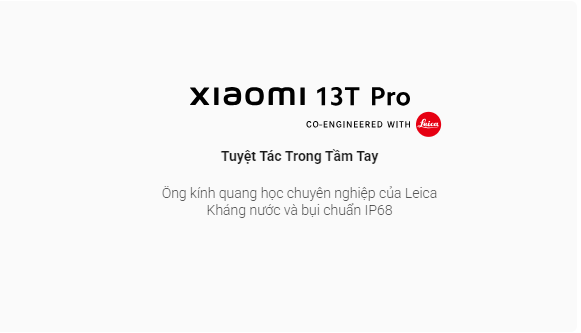 xiaomi 13T Pro
CO-ENGINEERED WITH Leica
Tuyệt Tác Trong Tầm Tay
Ống kính quang học chuyên nghiệp của Leica
Kháng nước và bụi chuẩn IP68